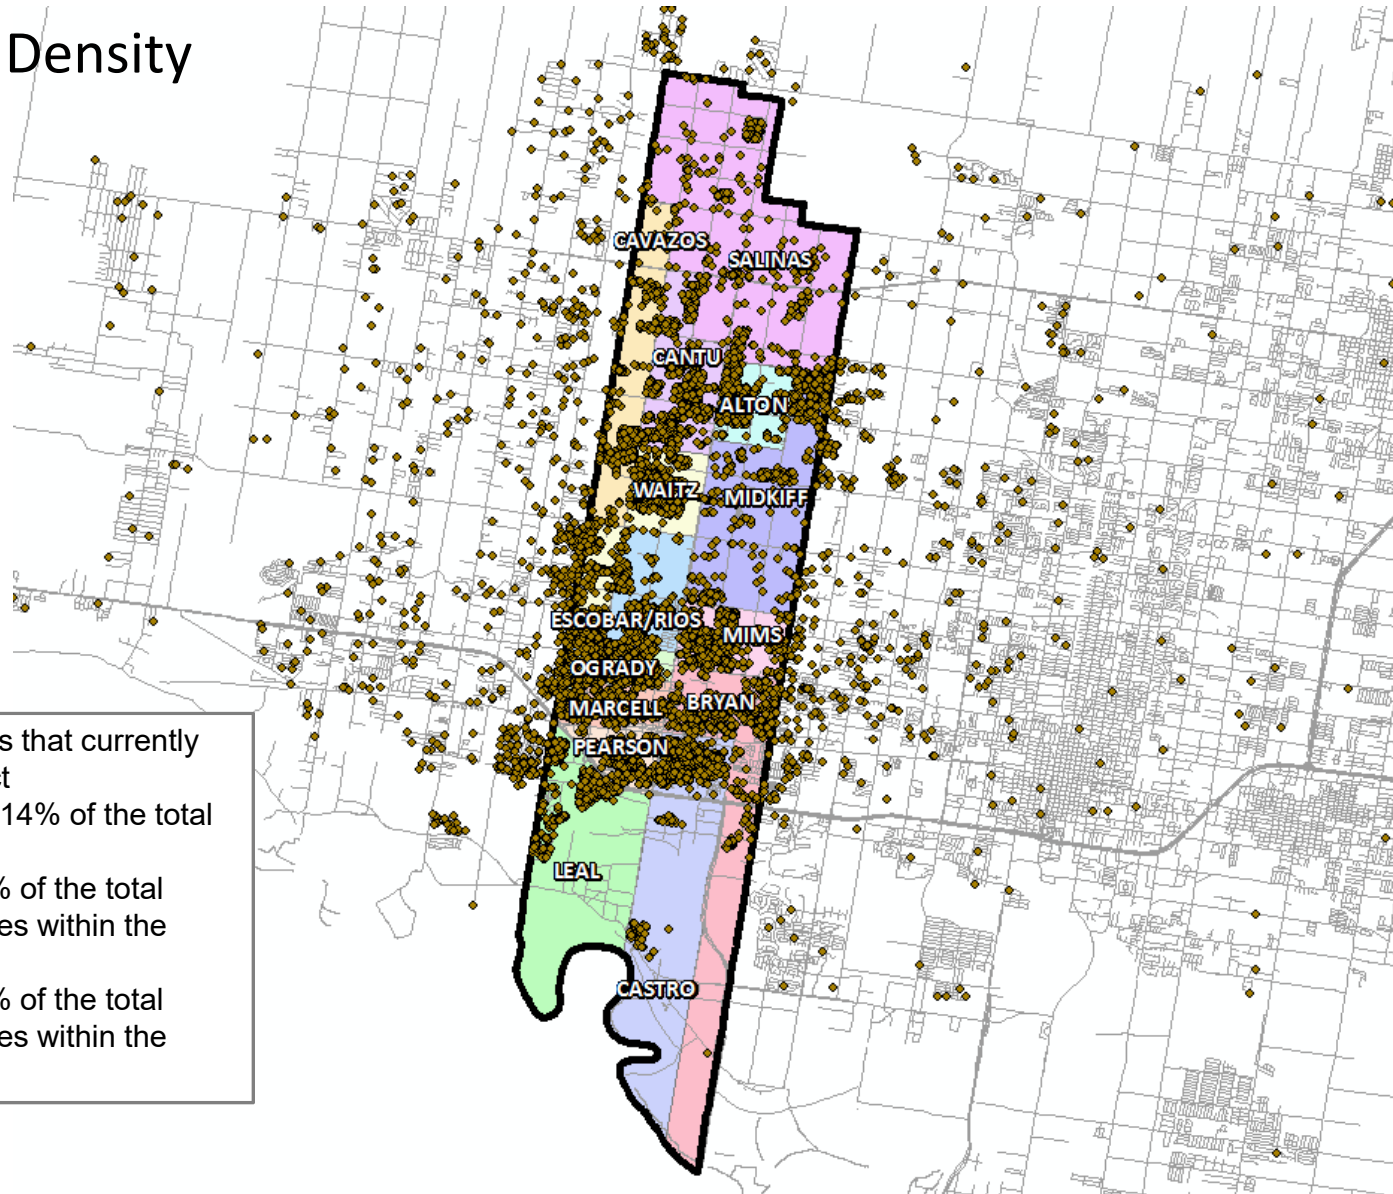 Density
CAVAZOS
SALINAS
CANTU
ALTON
WAITZ
MIDKIFF
ESCOBAR/RIOS
MIMS
OGRADY
BRYAN
MARCELL
PEARSON
LEAL
CASTRO
s that currently
ct
14% of the total
% of the total
es within the
% of the total
es within the